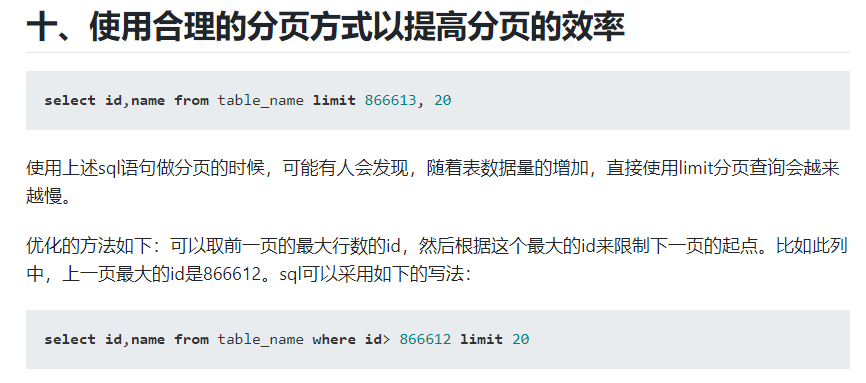 十、使用合理的分页方式以提高分页的效率
select id,name from table_name limit 866613, 20
使用上述sql语句做分页的时候，可能有人会发现，随着表数据量的增加，直接使用limit分页查询会越来
越慢。
优化的方法如下：可以取前一页的最大行数的id，然后根据这个最大的id来限制下一页的起点。比如此列
中，上一页最大的id是866612。sql可以采用如下的写法：
select id,name from table_name where id> 866612 limit 20